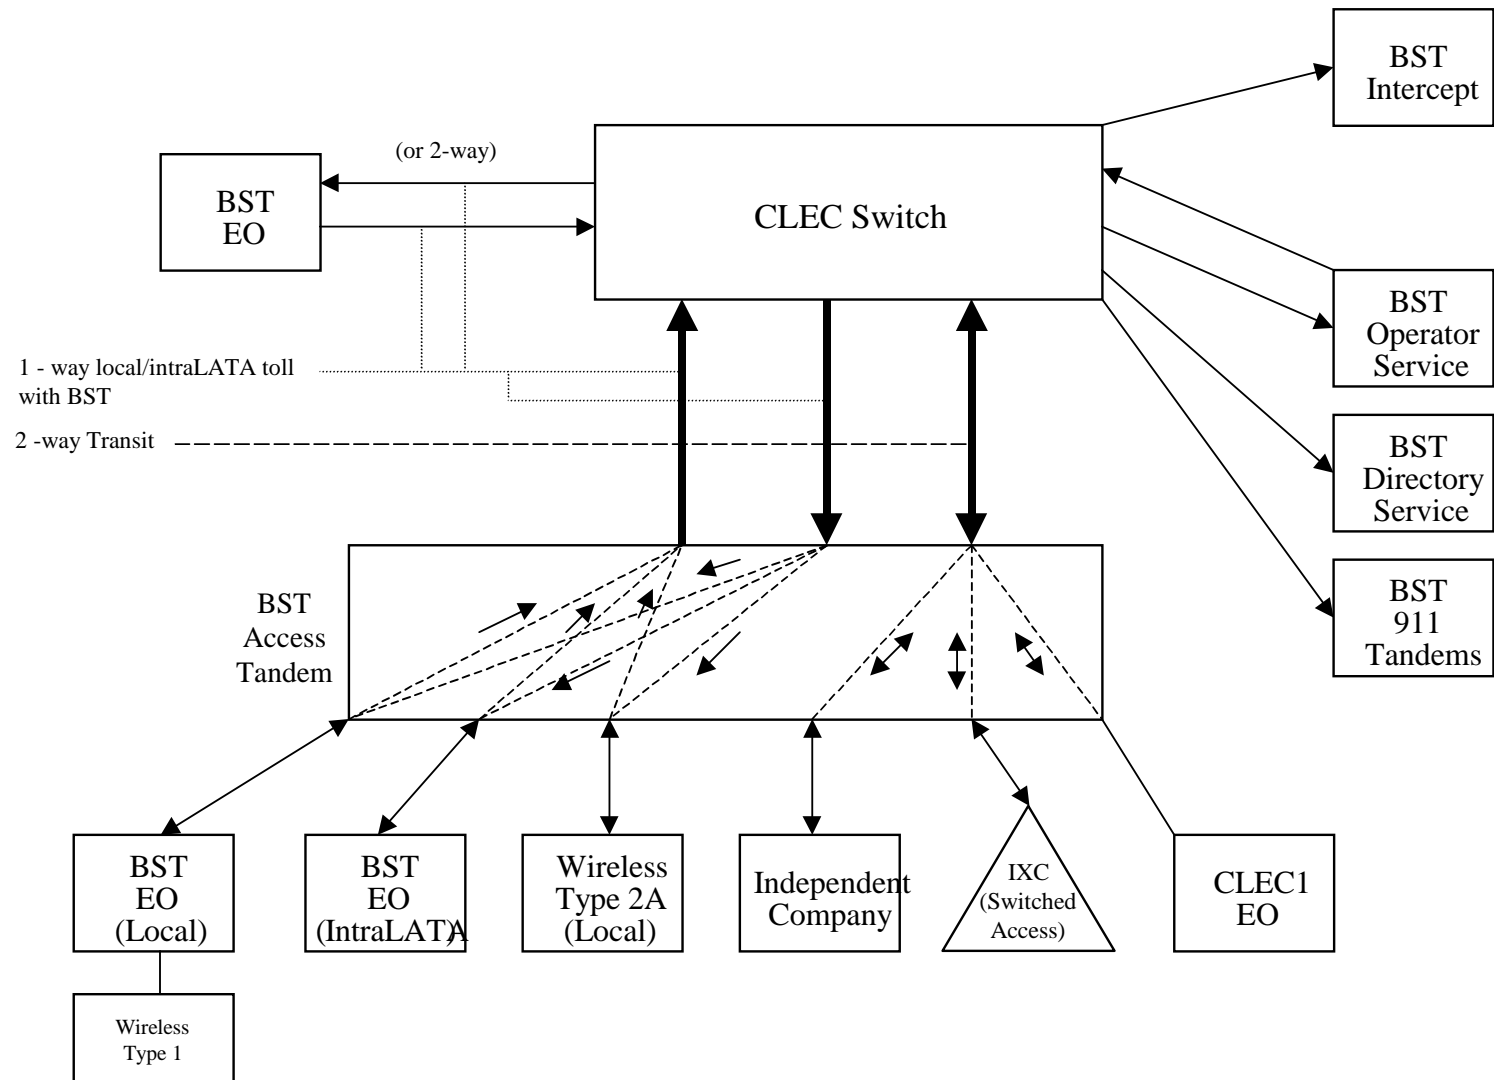 BST
Intercept
(or 2-way)
BST
EO
CLEC Switch
BST
Operator
Service
1 - way local/intraLATA toll
with BST
2 -way Transit
BST
Directory
Service
BST
911
Tandems
BST
Access
Tandem
BST
EO
(Local)
BST
EO
(IntraLATA)
Wireless
Type 2A
(Local)
Independent
Company
IXC
(Switched
Access)
CLEC1
EO
Wireless
Type 1